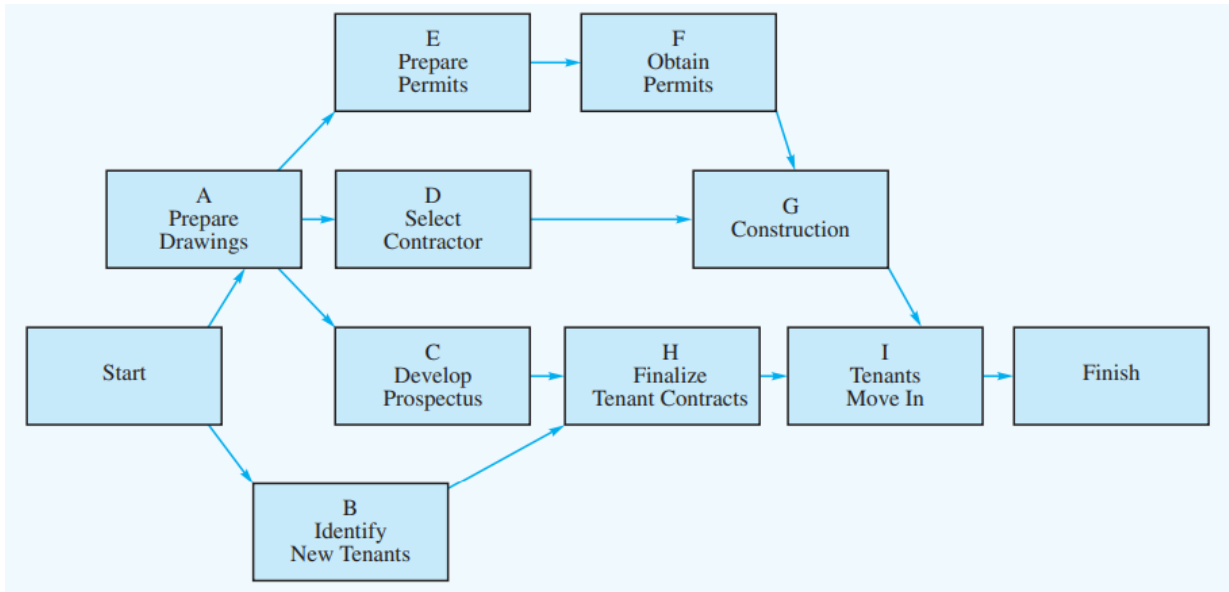 E
Prepare
Permits
F
Obtain
Permits
A
Prepare
Drawings
D
Select
Contractor
G
Construction
Start
C
Develop
Prospectus
H
Finalize
Tenant Contracts
I
Tenants
Move In
Finish
B
Identify
New Tenants